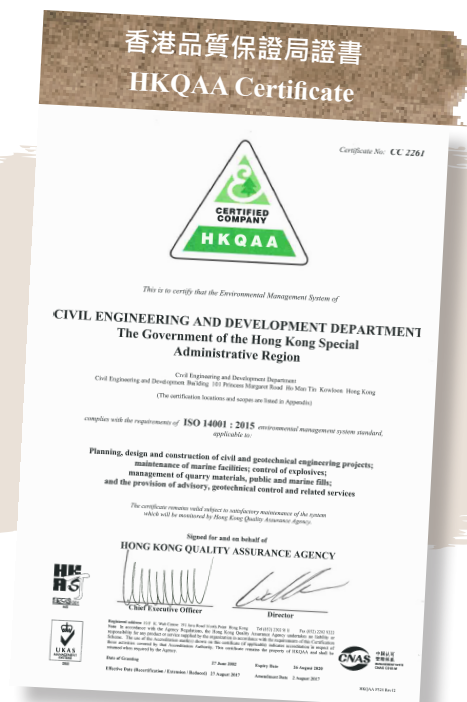 香港品質保證局證書
HKQAA Certificate
Certificate No: CC 2261
CERTIFIED
COMPANY
HKQAA
This is to certify that the Environmental Management System of
CIVIL ENGINEERING AND DEVELOPMENT DEPARTMENT
The Government of the Hong Kong Special
Administrative Region
Civil Engineering and Development Department
Civil Engineering and Development Building 101 Princess Margaret Road Ho Man Tin Kowloon Hong Kong
(The certification locations and scopes are listed in Appendix)
complies with the requirements of ISO 14001 : 2015 environmental management system standard,
applicable to:
Planning, design and construction of civil and geotechnical engineering projects;
maintenance of marine facilities; control of explosives;
management of quarry materials, public and marine fills;
and the provision of advisory, geotechnical control and related services
The certificate remains valid subject to satisfactory maintenance of the system
which will be monitored by Hong Kong Quality Assurance Agency.
Signed for and on behalf of
HONG KONG QUALITY ASSURANCE AGENCY
Chief Executive Officer
Director
UKAS
MANAGEMENT
SYSTEMS
CNAS
Date of Granting 27 June 2002 Expiry Date 26 August 2020
Effective Date (Recertification / Extension / Reduced) 27 August 2017 Amendment Date 2 August 2017